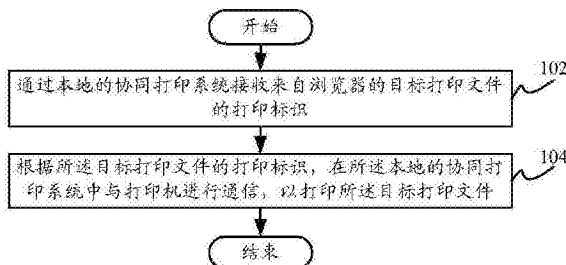 开始
通过本地的协同打印系统接收来自浏览器的目标打印文件
的打印标识
102
根据所述目标打印文件的打印标识，在所述本地的协同打
印系统中与打印机进行通信，以打印所述目标打印文件
104
结束